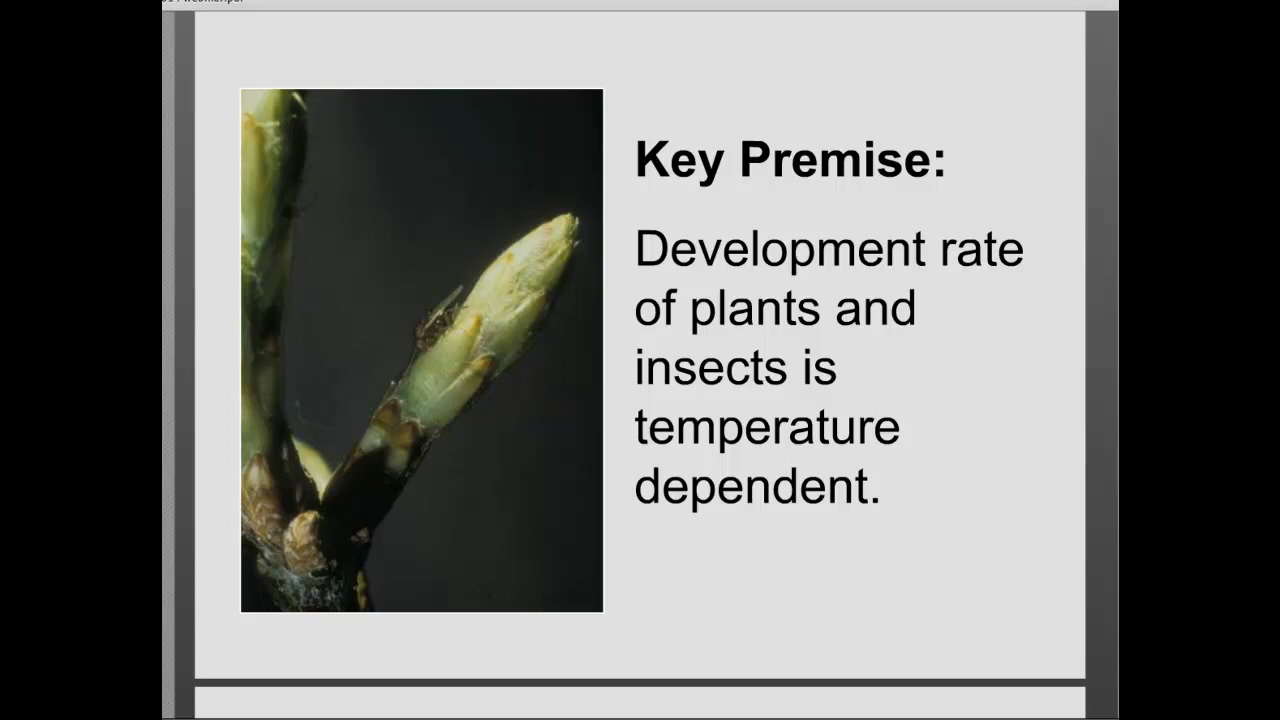 Key Premise:
Development rate
of plants and
insects is
temperature
dependent.